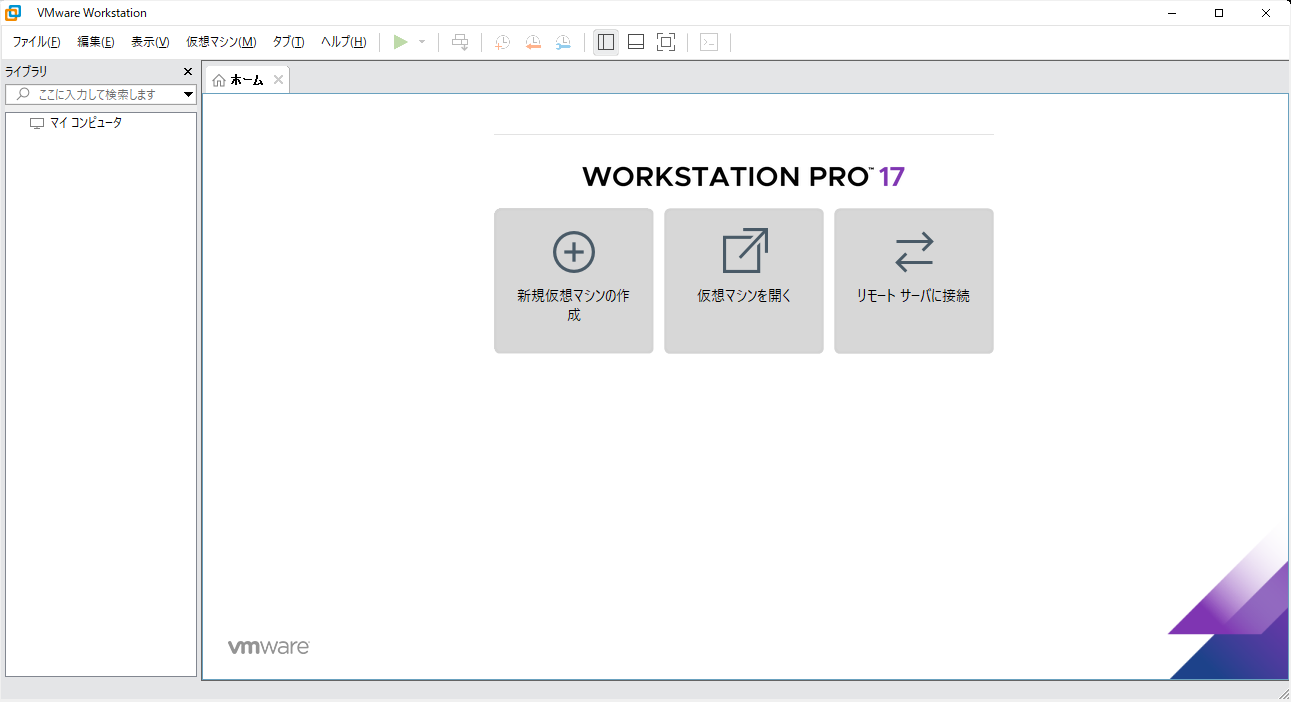 VMware Workstation
ファイル(F) 編集(E) 表示(V) 仮想マシン(M) タブ(T) ヘルプ(H)
ライブラリ
ここに入力して検索します
マイ コンピュータ
ホーム
WORKSTATION PRO™ 17
新規仮想マシンの作
成
仮想マシンを開く
リモート サーバに接続
vmware